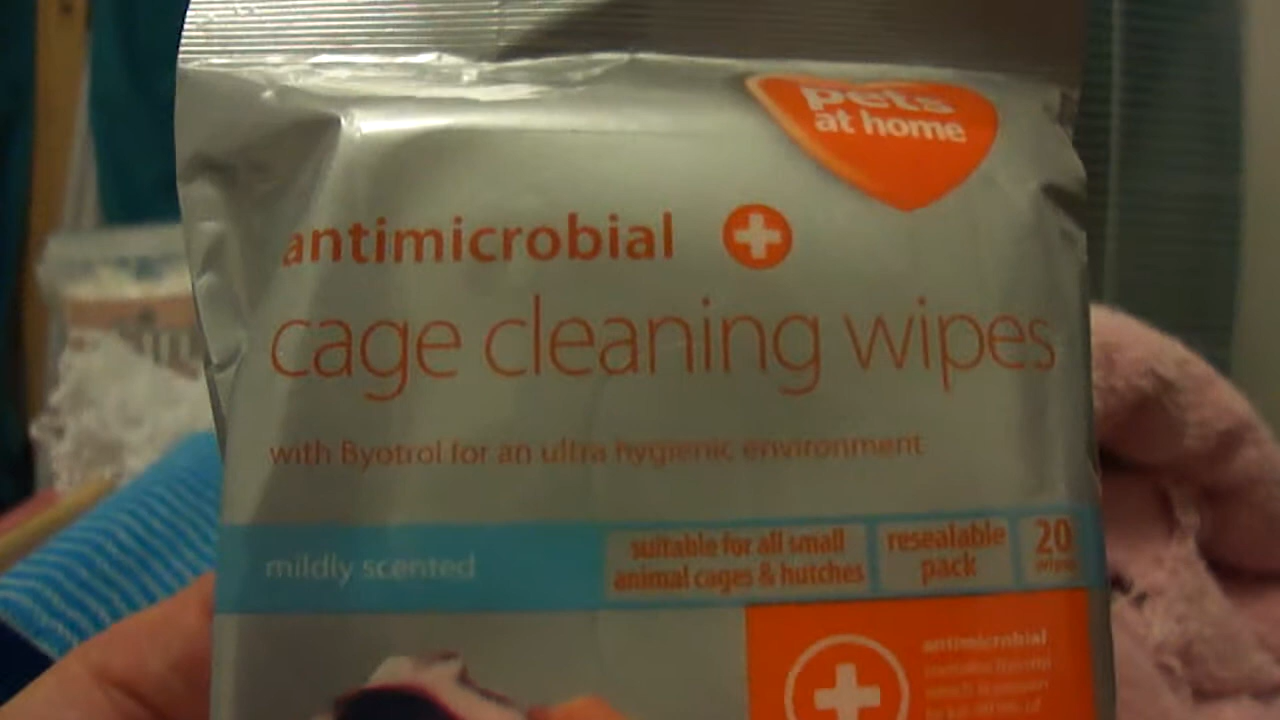 pets
at home
antimicrobial
cage cleaning wipes
with Byotrol for an ultra hygienic environment
mildly scented
suitable for all small
animal cages & hutches
resealable
pack
20
wipes
antimicrobial